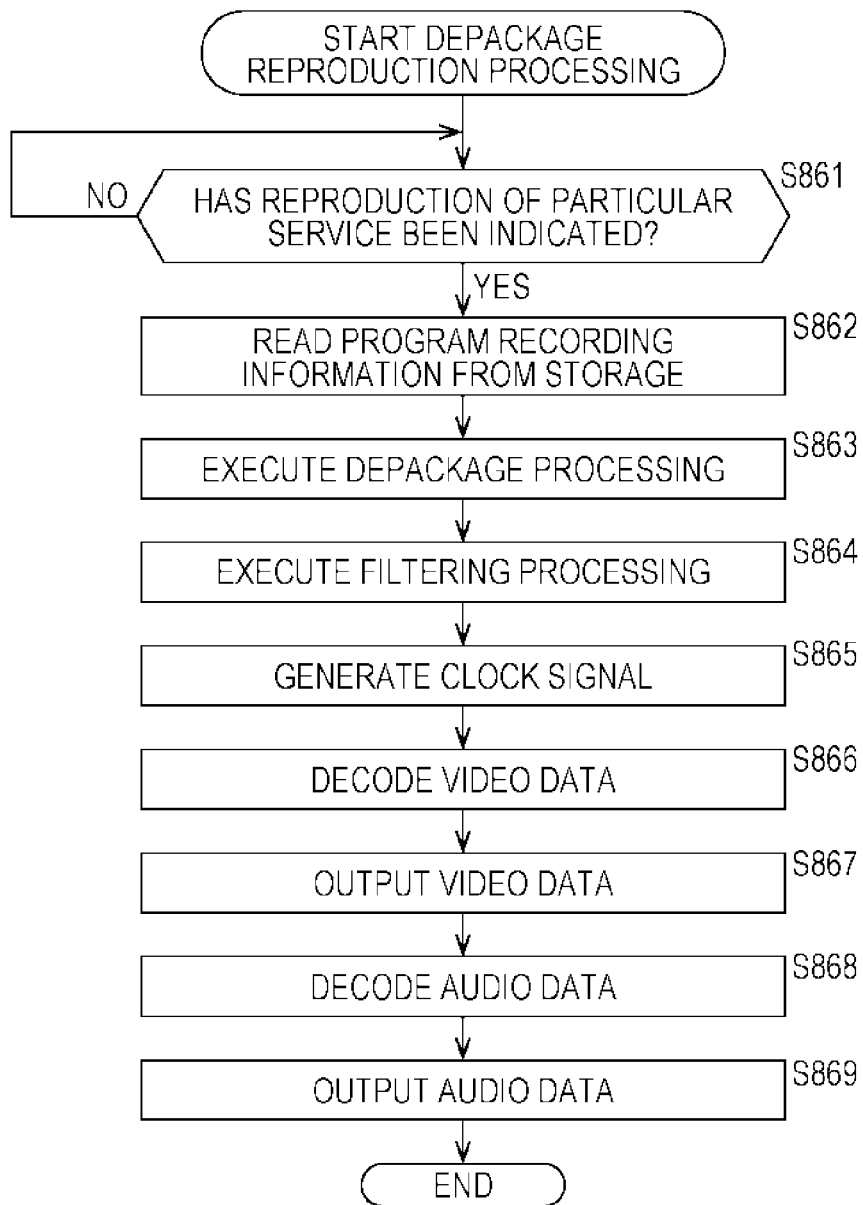 START DEPACKAGE
REPRODUCTION PROCESSING
S861
NO
HAS REPRODUCTION OF PARTICULAR
SERVICE BEEN INDICATED?
YES
S862
READ PROGRAM RECORDING
INFORMATION FROM STORAGE
S863
EXECUTE DEPACKAGE PROCESSING
S864
EXECUTE FILTERING PROCESSING
S865
GENERATE CLOCK SIGNAL
S866
DECODE VIDEO DATA
S867
OUTPUT VIDEO DATA
S868
DECODE AUDIO DATA
S869
OUTPUT AUDIO DATA
END